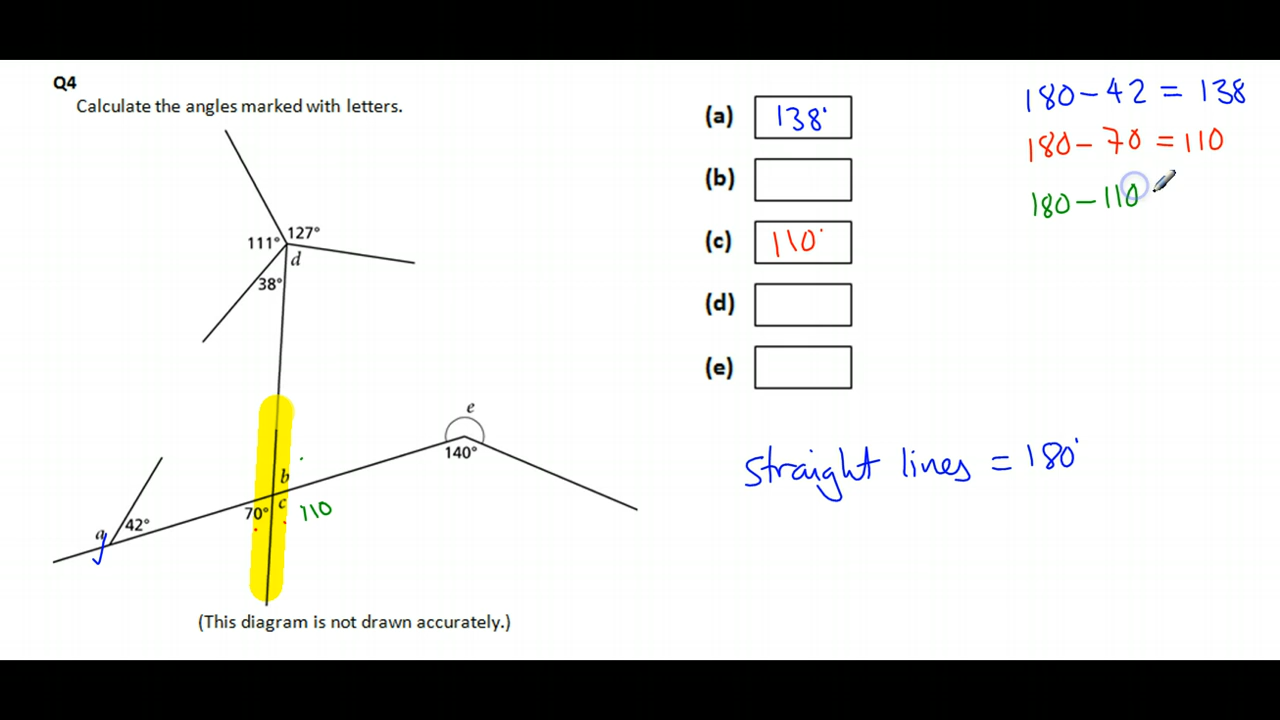 Q4
Calculate the angles marked with letters.
127°
111°
d
38°
e
140°
b
c
70°
110
a
42°
(This diagram is not drawn accurately.)
(a) 138°
(b)
(c) 110°
(d)
(e)
180 - 42 = 138
180 - 70 = 110
180 - 110
straight lines = 180°